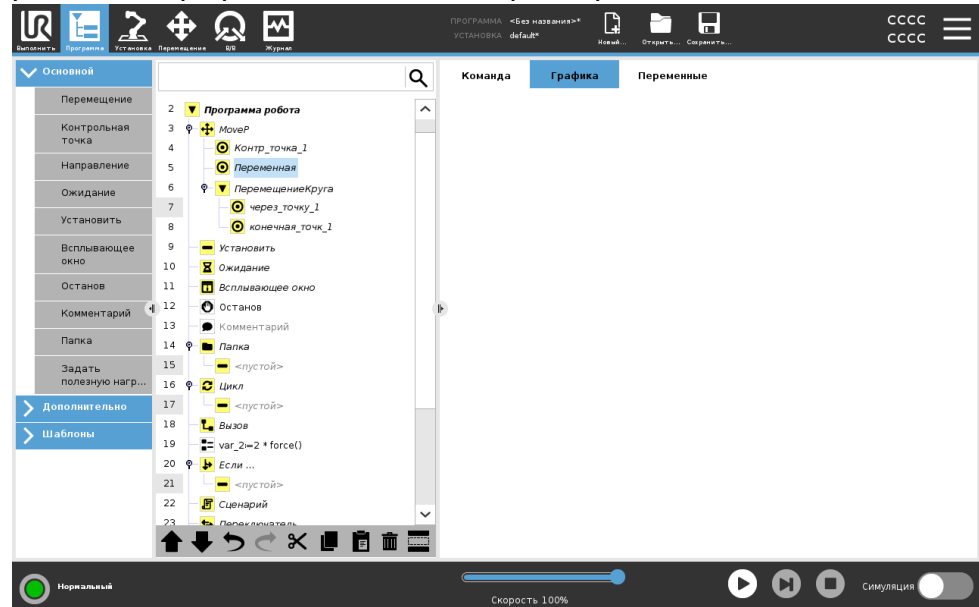 ПРОГРАММА <Без названия>*
УСТАНОВКА default*
Выполнить Программа Установка Перемещение В/В Журнал
Новый... Открыть... Сохранить...
CCCC
CCCC
Основной
Перемещение
Контрольная
точка
Направление
Ожидание
Установить
Всплывающее
окно
Останов
Комментарий
Папка
Задать
полезную нагр...
Дополнительно
Шаблоны
2 Программа робота
3 MoveP
4 Контр_точка_1
5 Переменная
6 ПеремещениеКруга
7 через_точку_1
8 конечная_точк_1
9 Установить
10 Ожидание
11 Всплывающее окно
12 Останов
13 Комментарий
14 Папка
15 <пустой>
16 Цикл
17 <пустой>
18 Вызов
19 var_2≔2 * force()
20 Если ...
21 <пустой>
22 Сценарий
23 Переключатель
Команда Графика Переменные
Нормальный
Скорость 100%
Симуляция